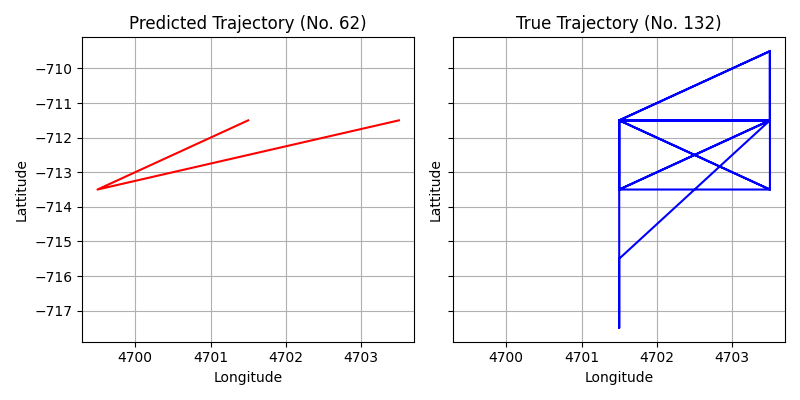 Predicted Trajectory (No. 62)
True Trajectory (No. 132)
Lattitude
−710
−711
−712
−713
−714
−715
−716
−717
4700
4701
4702
4703
Longitude
Lattitude
4700
4701
4702
4703
Longitude